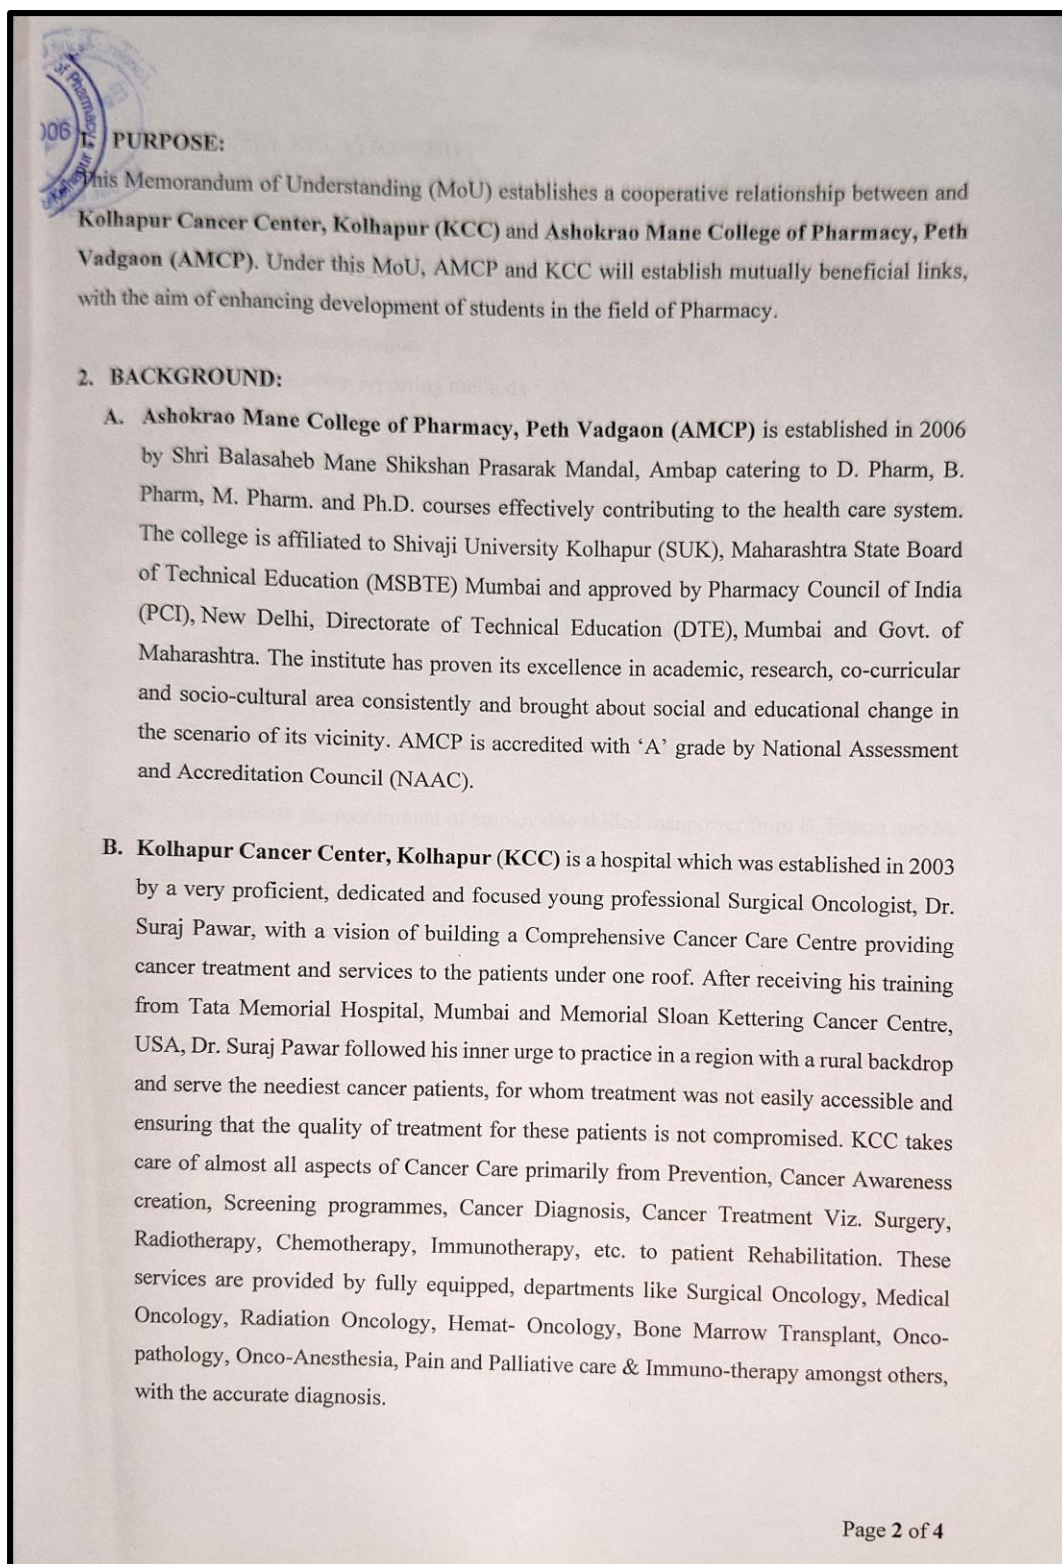 of Pharmacy
006
Kolhapur
1. PURPOSE:
This Memorandum of Understanding (MoU) establishes a cooperative relationship between and
Kolhapur Cancer Center, Kolhapur (KCC) and Ashokrao Mane College of Pharmacy, Peth
Vadgaon (AMCP). Under this MoU, AMCP and KCC will establish mutually beneficial links,
with the aim of enhancing development of students in the field of Pharmacy.
2. BACKGROUND:
A. Ashokrao Mane College of Pharmacy, Peth Vadgaon (AMCP) is established in 2006
by Shri Balasaheb Mane Shikshan Prasarak Mandal, Ambap catering to D. Pharm, B.
Pharm, M. Pharm. and Ph.D. courses effectively contributing to the health care system.
The college is affiliated to Shivaji University Kolhapur (SUK), Maharashtra State Board
of Technical Education (MSBTE) Mumbai and approved by Pharmacy Council of India
(PCI), New Delhi, Directorate of Technical Education (DTE), Mumbai and Govt. of
Maharashtra. The institute has proven its excellence in academic, research, co-curricular
and socio-cultural area consistently and brought about social and educational change in
the scenario of its vicinity. AMCP is accredited with ‘A’ grade by National Assessment
and Accreditation Council (NAAC).
B. Kolhapur Cancer Center, Kolhapur (KCC) is a hospital which was established in 2003
by a very proficient, dedicated and focused young professional Surgical Oncologist, Dr.
Suraj Pawar, with a vision of building a Comprehensive Cancer Care Centre providing
cancer treatment and services to the patients under one roof. After receiving his training
from Tata Memorial Hospital, Mumbai and Memorial Sloan Kettering Cancer Centre,
USA, Dr. Suraj Pawar followed his inner urge to practice in a region with a rural backdrop
and serve the neediest cancer patients, for whom treatment was not easily accessible and
ensuring that the quality of treatment for these patients is not compromised. KCC takes
care of almost all aspects of Cancer Care primarily from Prevention, Cancer Awareness
creation, Screening programmes, Cancer Diagnosis, Cancer Treatment Viz. Surgery,
Radiotherapy, Chemotherapy, Immunotherapy, etc. to patient Rehabilitation. These
services are provided by fully equipped, departments like Surgical Oncology, Medical
Oncology, Radiation Oncology, Hemat- Oncology, Bone Marrow Transplant, Onco-
pathology, Onco-Anesthesia, Pain and Palliative care & Immuno-therapy amongst others,
with the accurate diagnosis.
Page 2 of 4